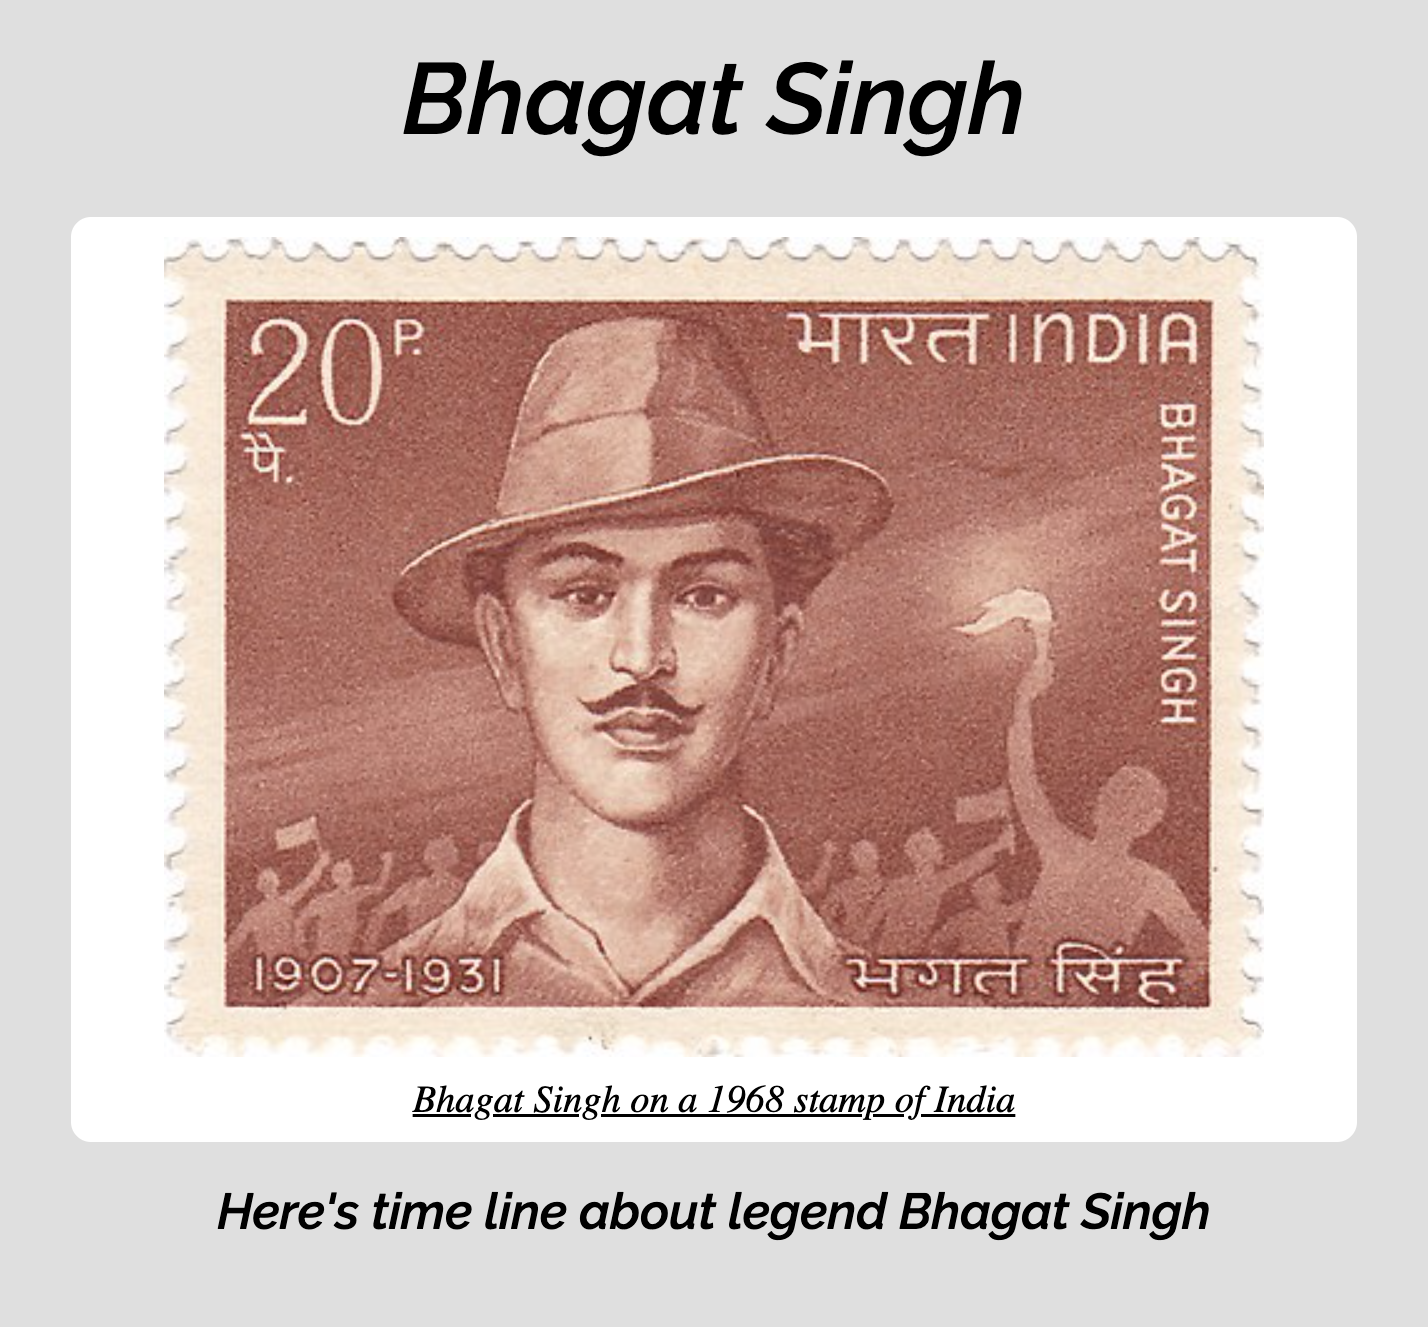 Bhagat Singh
20 P.
पै.
भारत INDIA
BHAGAT SINGH
1907-1931
भगत सिंह
Bhagat Singh on a 1968 stamp of India
Here's time line about legend Bhagat Singh